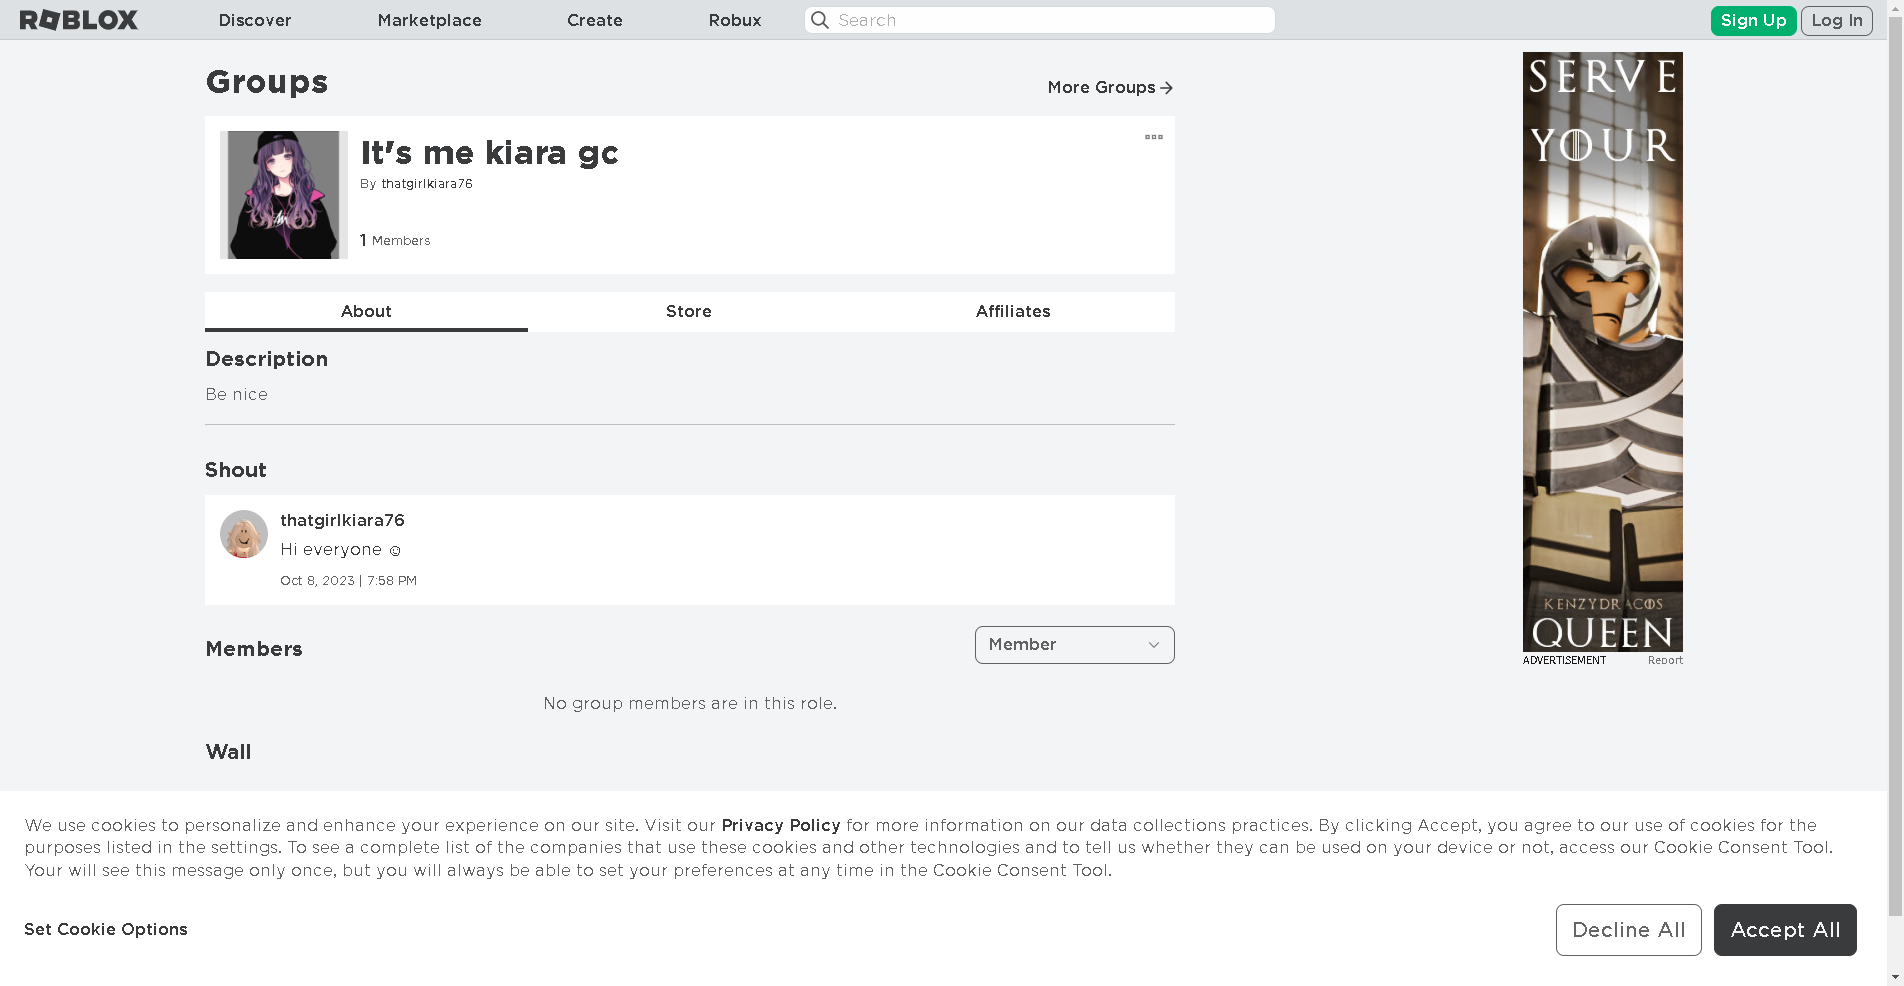 ROBLOX Discover Marketplace Create Robux Search Sign Up Log In
Groups
More Groups
It's me kiara gc
By thatgirlkiara76
1 Members
About Store Affiliates
Description
Be nice
Shout
thatgirlkiara76
Hi everyone ☺
Oct 8, 2023 | 7:58 PM
Members
Member
No group members are in this role.
Wall
SERVE
YOUR
KENZYDRACOS
QUEEN
ADVERTISEMENT Report
We use cookies to personalize and enhance your experience on our site. Visit our Privacy Policy for more information on our data collections practices. By clicking Accept, you agree to our use of cookies for the
purposes listed in the settings. To see a complete list of the companies that use these cookies and other technologies and to tell us whether they can be used on your device or not, access our Cookie Consent Tool.
Your will see this message only once, but you will always be able to set your preferences at any time in the Cookie Consent Tool.
Set Cookie Options
Decline All Accept All